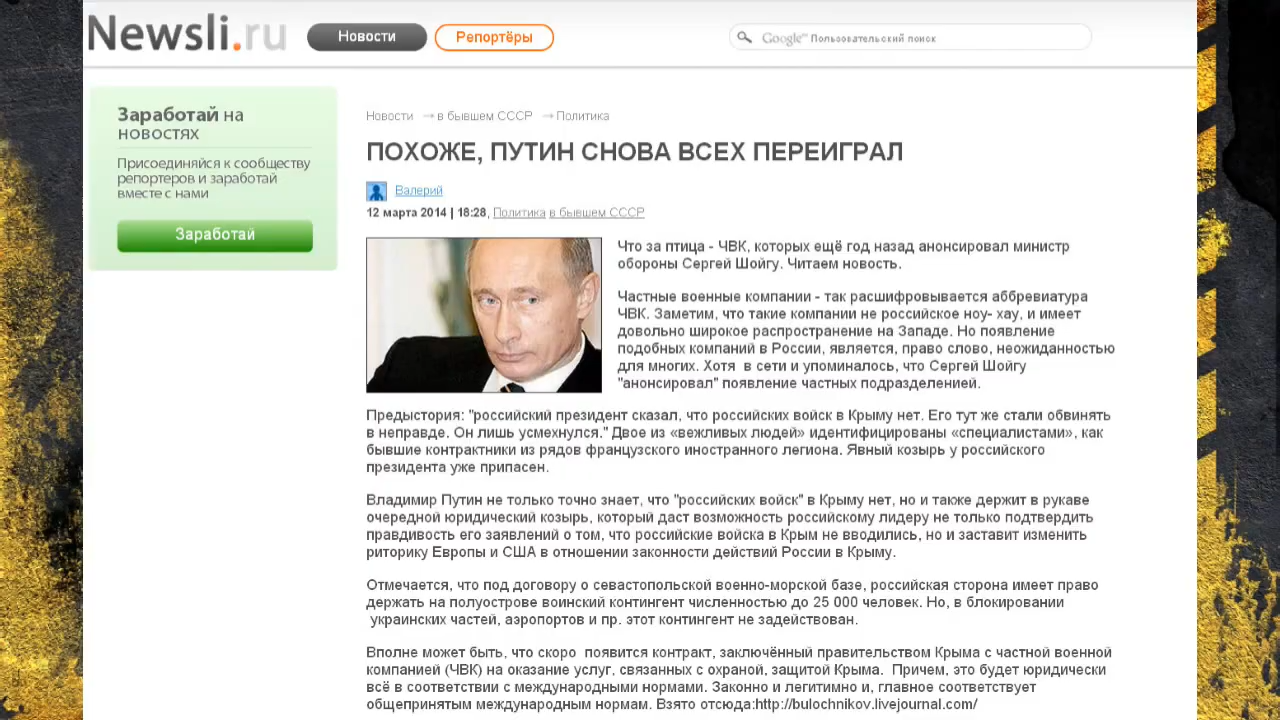 Newsli.ru
Новости
Репортёры
Google™ Пользовательский поиск
Заработай на
новостях
Присоединяйся к сообществу
репортеров и заработай
вместе с нами
Заработай
Новости → в бывшем СССР → Политика
ПОХОЖЕ, ПУТИН СНОВА ВСЕХ ПЕРЕИГРАЛ
Валерий
12 марта 2014 | 18:28, Политика в бывшем СССР
Что за птица - ЧВК, которых ещё год назад анонсировал министр
обороны Сергей Шойгу. Читаем новость.
Частные военные компании - так расшифровывается аббревиатура
ЧВК. Заметим, что такие компании не российское ноу- хау, и имеет
довольно широкое распространение на Западе. Но появление
подобных компаний в России, является, право слово, неожиданностью
для многих. Хотя  в сети и упоминалось, что Сергей Шойгу
"анонсировал" появление частных подразделенией.
Предыстория: "российский президент сказал, что российских войск в Крыму нет. Его тут же стали обвинять
в неправде. Он лишь усмехнулся." Двое из «вежливых людей» идентифицированы «специалистами», как
бывшие контрактники из рядов французского иностранного легиона. Явный козырь у российского
президента уже припасен.
Владимир Путин не только точно знает, что "российских войск" в Крыму нет, но и также держит в рукаве
очередной юридический козырь, который даст возможность российскому лидеру не только подтвердить
правдивость его заявлений о том, что российские войска в Крым не вводились, но и заставит изменить
риторику Европы и США в отношении законности действий России в Крыму.
Отмечается, что под договору о севастопольской военно-морской базе, российская сторона имеет право
держать на полуострове воинский контингент численностью до 25 000 человек. Но, в блокировании
украинских частей, аэропортов и пр. этот контингент не задействован.
Вполне может быть, что скоро  появится контракт, заключённый правительством Крыма с частной военной
компанией (ЧВК) на оказание услуг, связанных с охраной, защитой Крыма.  Причем, это будет юридически
всё в соответствии с международными нормами. Законно и легитимно и, главное соответствует
общепринятым международным нормам. Взято отсюда:http://bulochnikov.livejournal.com/